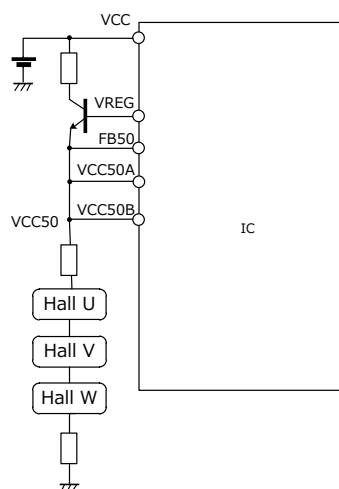 VCC
VREG
FB50
VCC50A
VCC50
VCC50B
IC
Hall U
Hall V
Hall W